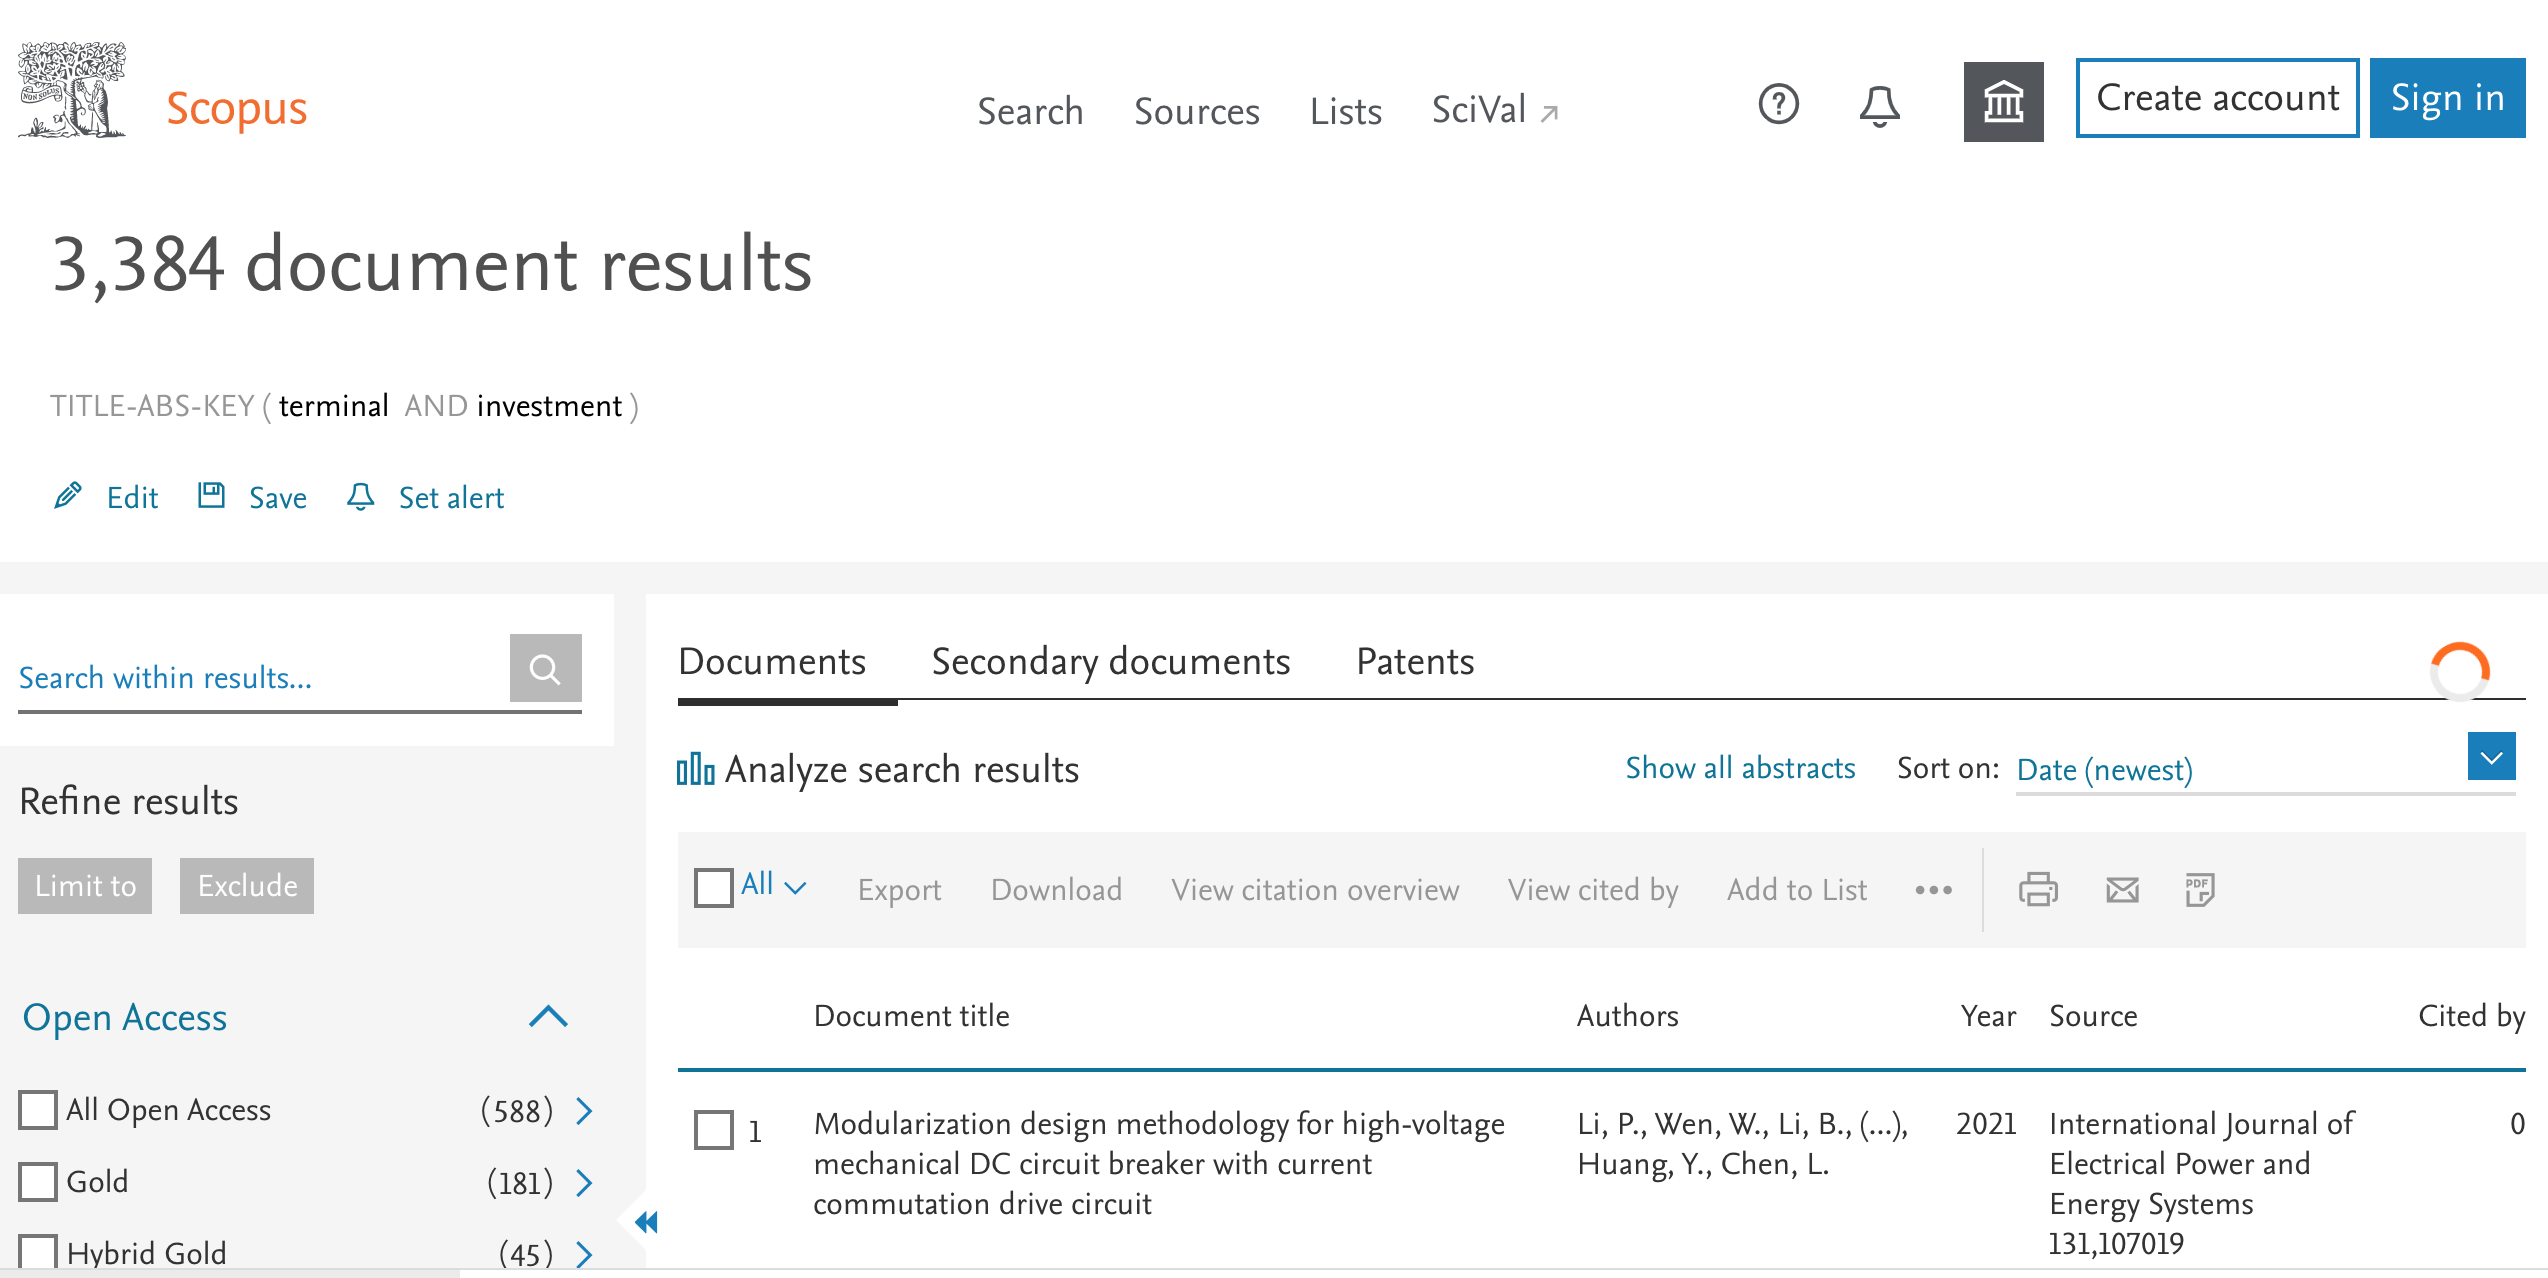 NON SOLUS
Scopus
Search Sources Lists SciVal
Create account
Sign in
3,384 document results
TITLE-ABS-KEY ( terminal AND investment )
Edit Save Set alert
Search within results...
Documents Secondary documents Patents
Analyze search results
Show all abstracts Sort on: Date (newest)
Refine results
Limit to Exclude
All Export Download View citation overview View cited by Add to List ••• PDF
Open Access
Document title Authors Year Source Cited by
All Open Access (588)
Gold (181)
Hybrid Gold (45)
1 Modularization design methodology for high-voltage Li, P., Wen, W., Li, B., (...), 2021 International Journal of 0
mechanical DC circuit breaker with current Huang, Y., Chen, L. Electrical Power and
commutation drive circuit Energy Systems
131,107019